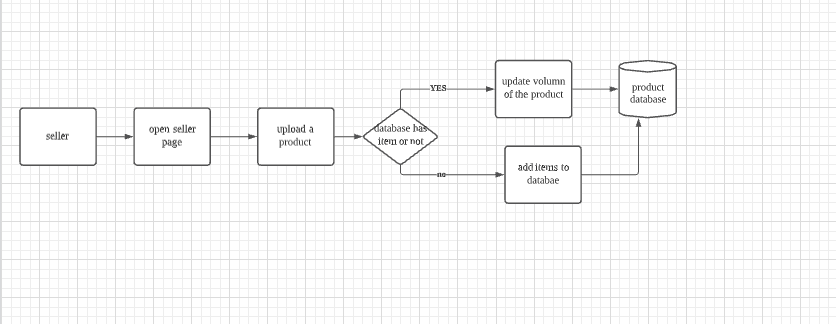 seller
open seller
page
upload a
product
database has
item or not
YES
update volumn
of the product
product
database
no
add items to
databae